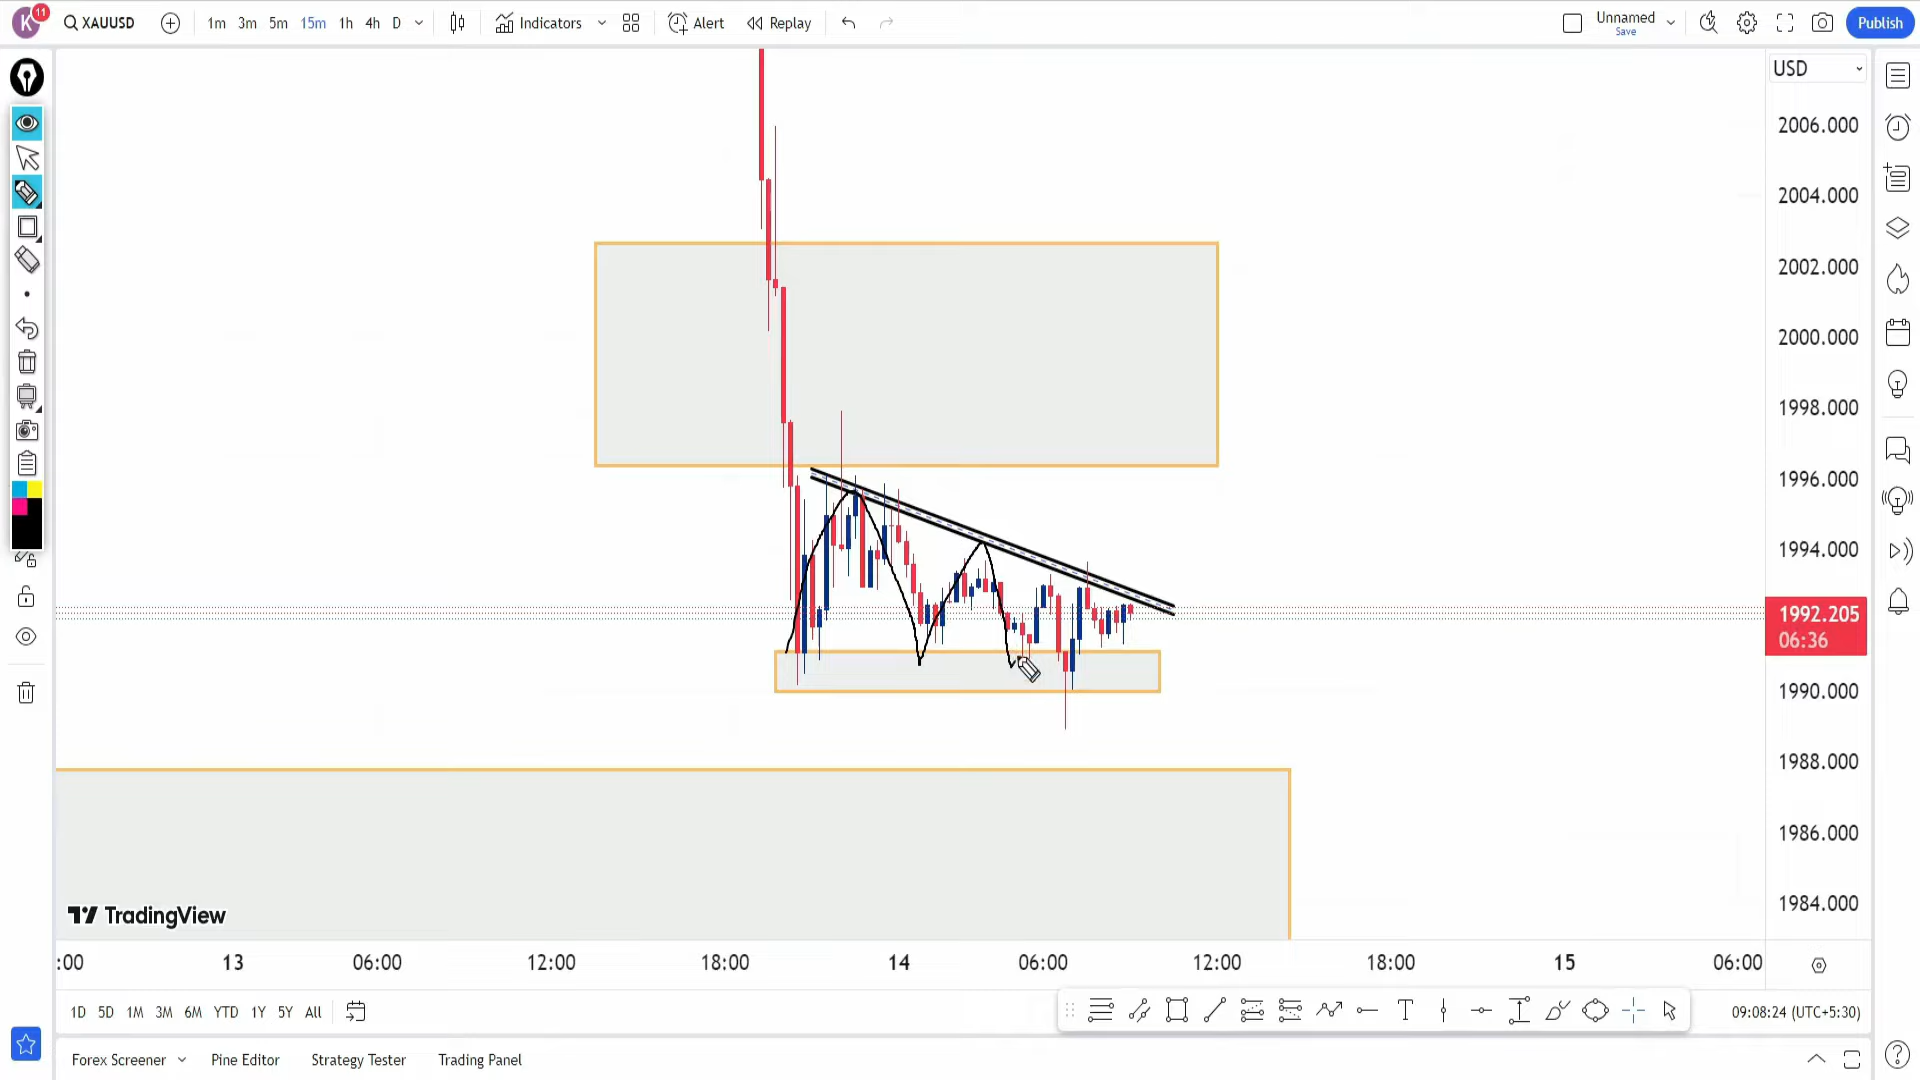 K 11 XAUUSD 1m 3m 5m 15m 1h 4h D Indicators Alert Replay Unnamed Publish
Save
USD
2006.000
2004.000
2002.000
2000.000
1998.000
1996.000
1994.000
1992.205
06:36
1990.000
1988.000
1986.000
1984.000
TradingView
:00 13 06:00 12:00 18:00 14 06:00 12:00 18:00 15 06:00
1D 5D 1M 3M 6M YTD 1Y 5Y All 09:08:24 (UTC+5:30)
Forex Screener Pine Editor Strategy Tester Trading Panel